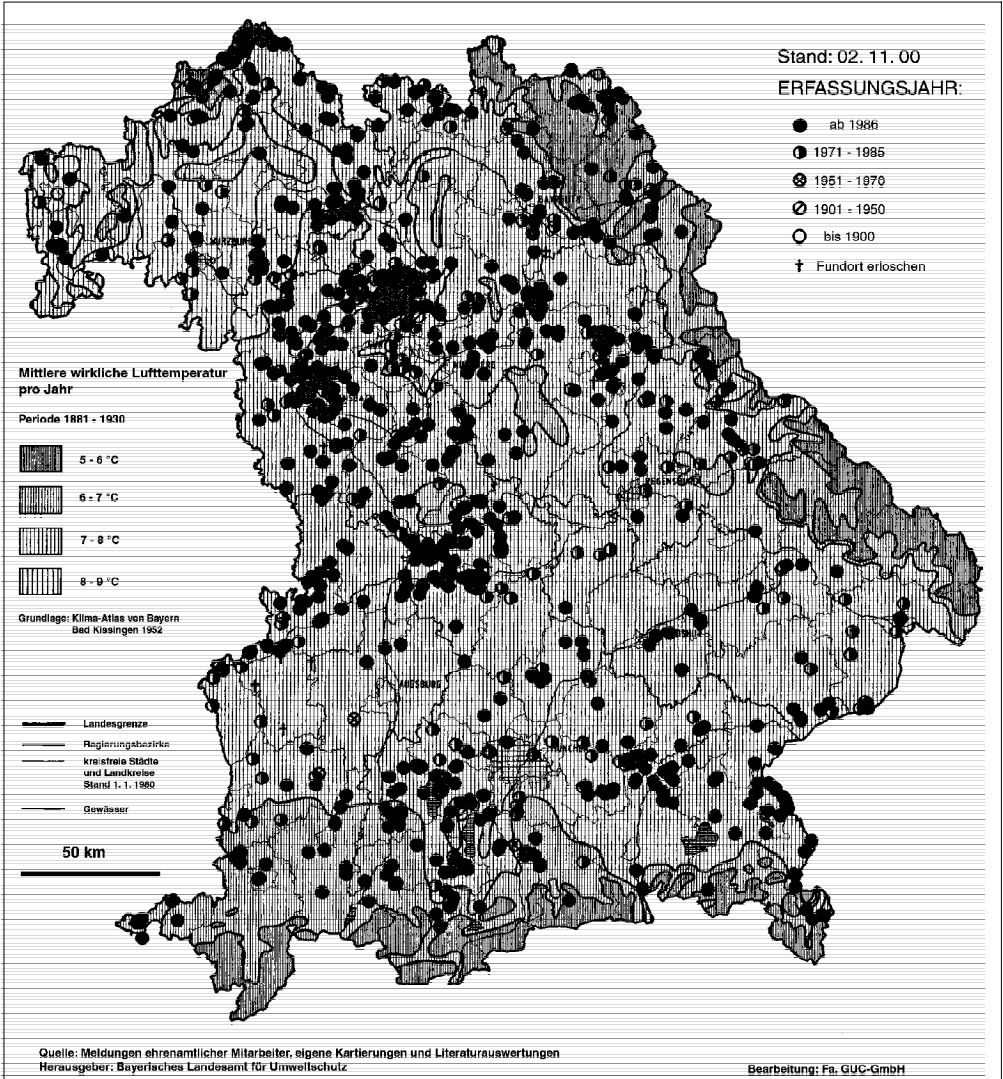 Stand: 02. 11. 00
ERFASSUNGSJAHR:
ab 1986
1971 - 1985
1951 - 1970
1901 - 1950
bis 1900
Fundort erloschen
WÜRZBURG
Mittlere wirkliche Lufttemperatur
pro Jahr
Periode 1881 - 1930
5 - 6 °C
6 - 7 °C
7 - 8 °C
8 - 9 °C
Grundlage: Klima-Atlas von Bayern
Bad Kissingen 1952
AUGSBURG
Landesgrenze
Regierungsbezirke
kreisfreie Städte
und Landkreise
Stand 1. 1. 1980
Gewässer
50 km
Quelle: Meldungen ehrenamtlicher Mitarbeiter, eigene Kartierungen und Literaturauswertungen
Herausgeber: Bayerisches Landesamt für Umweltschutz
Bearbeitung: Fa. GUC-GmbH